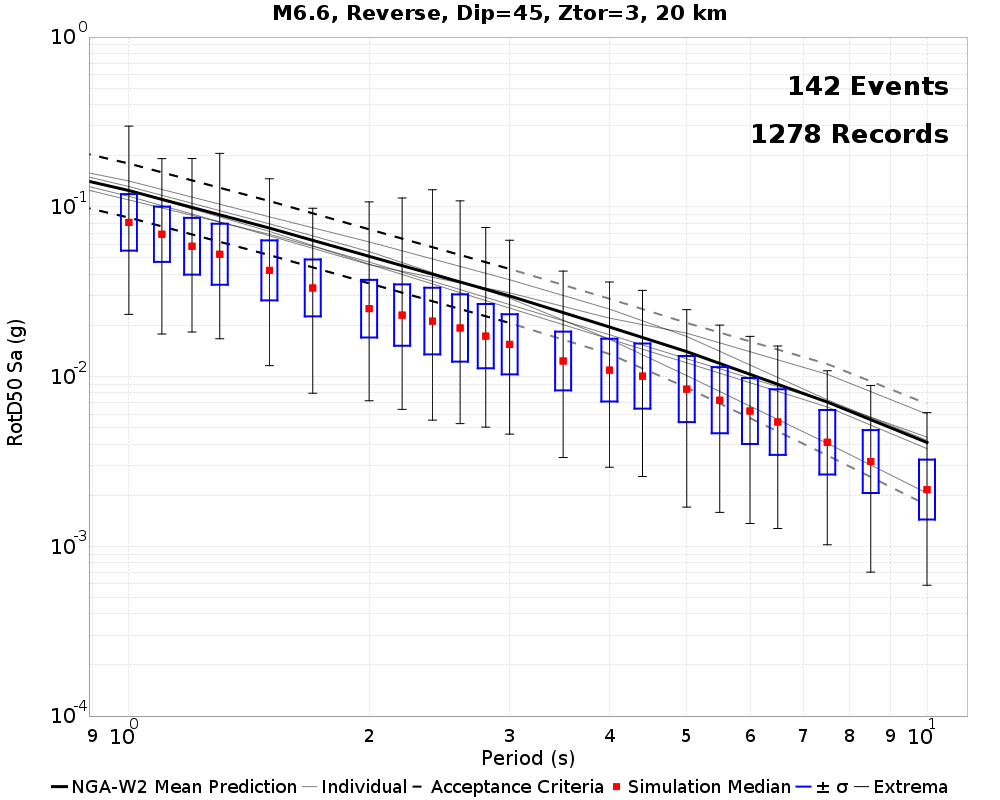 M6.6, Reverse, Dip=45, Ztor=3, 20 km
142 Events
1278 Records
RotD50 Sa (g)
10^0
10^-1
10^-2
10^-3
10^-4
9 10^0 2 3 4 5 6 7 8 9 10^1
Period (s)
NGA-W2 Mean Prediction Individual Acceptance Criteria Simulation Median ± σ Extrema